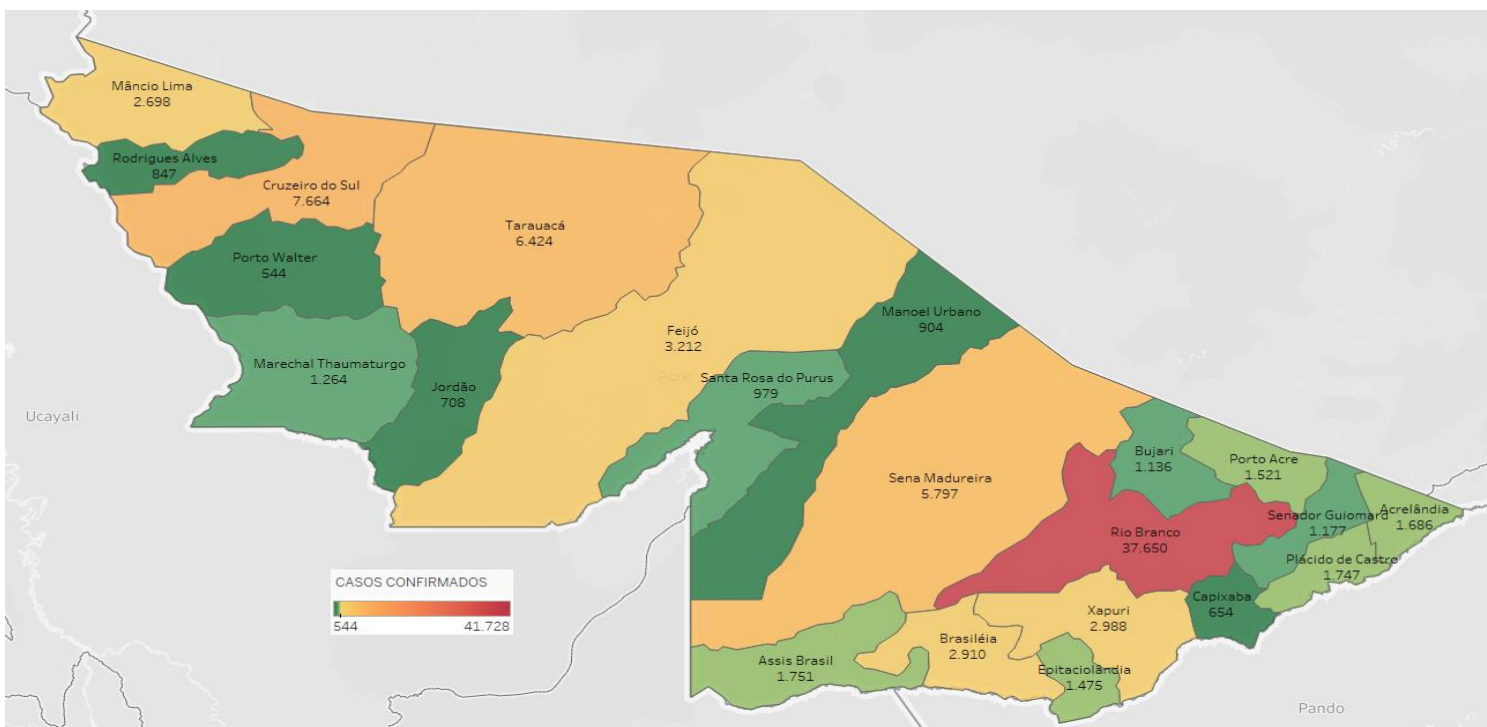 Mâncio Lima
2.698
Rodrigues Alves
847
Cruzeiro do Sul
7.664
Tarauacá
6.424
Porto Walter
544
Manoel Urbano
904
Feijó
3.212
Marechal Thaumaturgo
1.264
Acre
Santa Rosa do Purus
979
Jordão
708
Ucayali
Bujari
1.136
Porto Acre
1.521
Sena Madureira
5.797
Senador Guiomard
1.177
Acrelândia
1.686
Rio Branco
37.650
Plácido de Castro
1.747
CASOS CONFIRMADOS
544
41.728
Capixaba
654
Xapuri
2.988
Brasiléia
2.910
Assis Brasil
1.751
Epitaciolândia
1.475
Pando